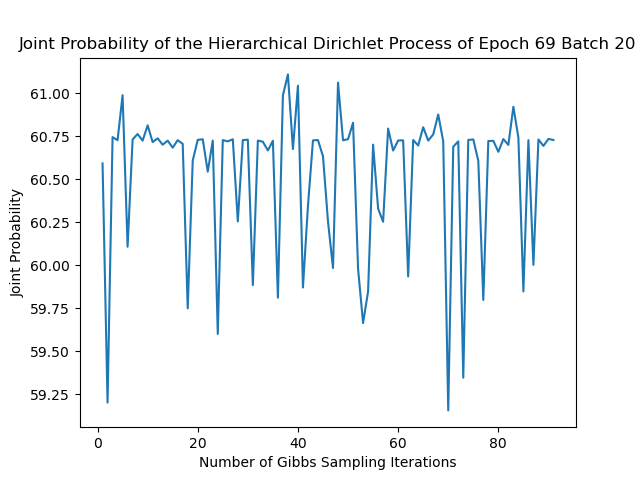 Joint Probability of the Hierarchical Dirichlet Process of Epoch 69 Batch 20
61.00
60.75
60.50
60.25
60.00
59.75
59.50
59.25
Joint Probability
0 20 40 60 80
Number of Gibbs Sampling Iterations